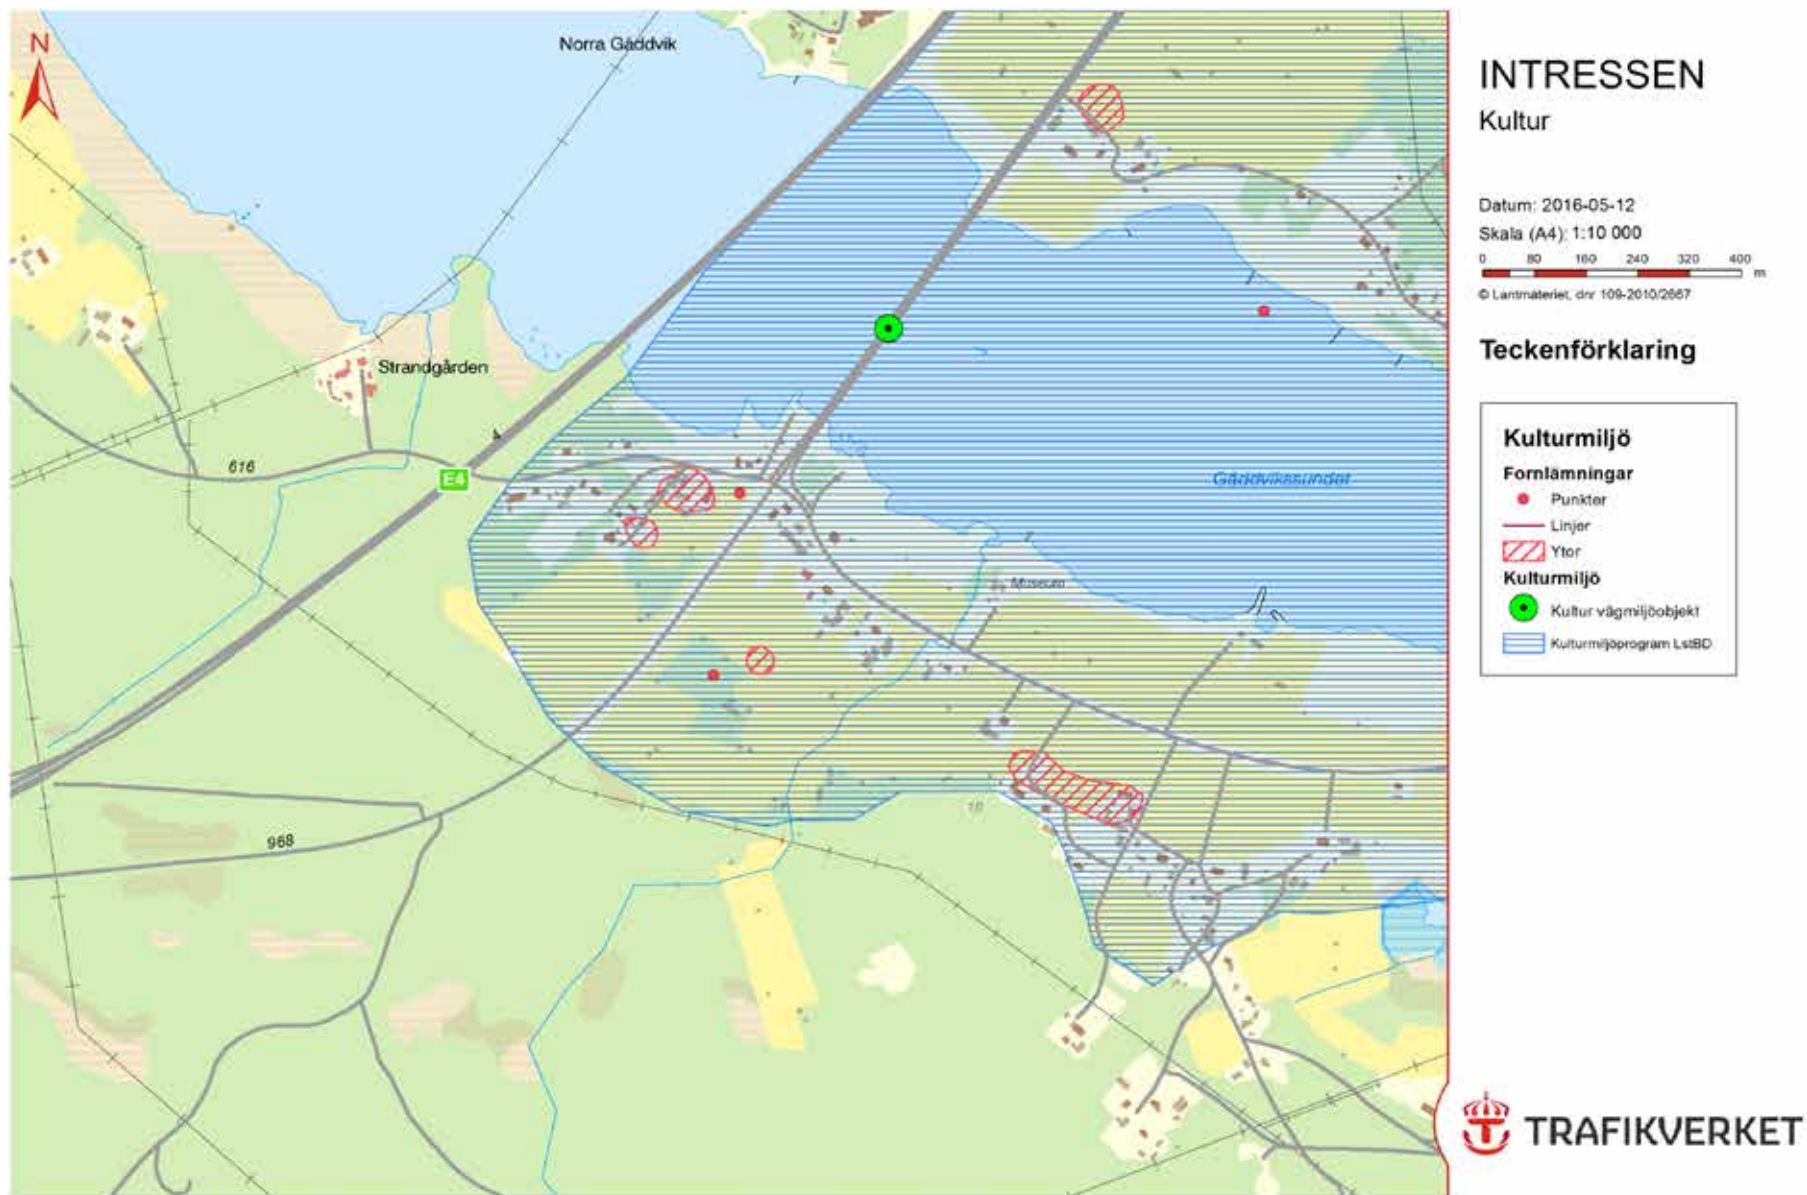 N
Norra Gäddvik
Strandgården
616
E4
Gäddvikssundet
Museum
10
968
INTRESSEN
Kultur
Datum: 2016-05-12
Skala (A4): 1:10 000
0 80 160 240 320 400
m
© Lantmäteriet, dnr 109-2010/2667
Teckenförklaring
Kulturmiljö
Fornlämningar
Punkter
Linjer
Ytor
Kulturmiljö
Kultur vägmiljöobjekt
Kulturmiljöprogram LstBD
TRAFIKVERKET